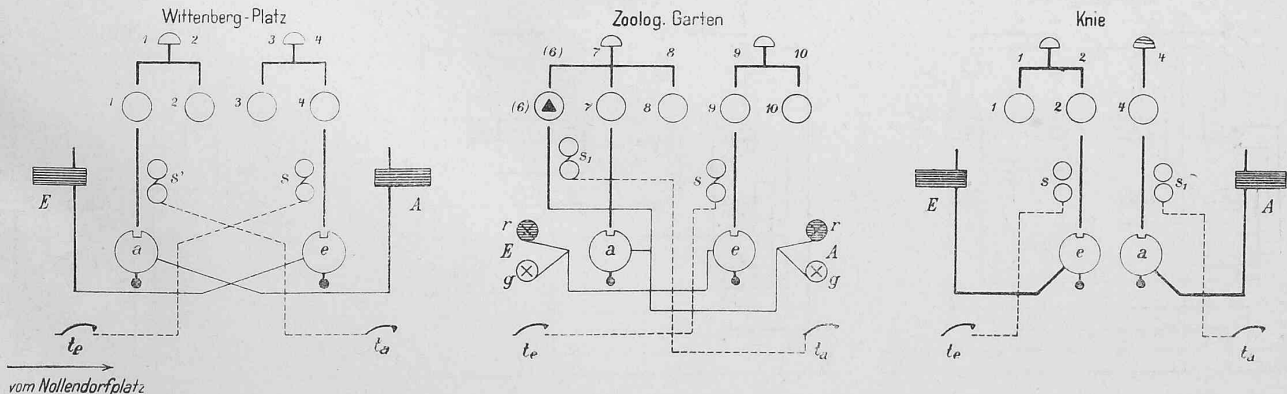 Wittenberg-Platz
1 2 3 4
1 2 3 4
s' s
E A
a e
te ta
vom Nollendorfplatz
Zoolog. Garten
(6) 7 8 9 10
(6) 7 8 9 10
s1 s
r r
E a e A
g g
te ta
Knie
1 2 4
1 2 4
s s1
E A
e a
te ta